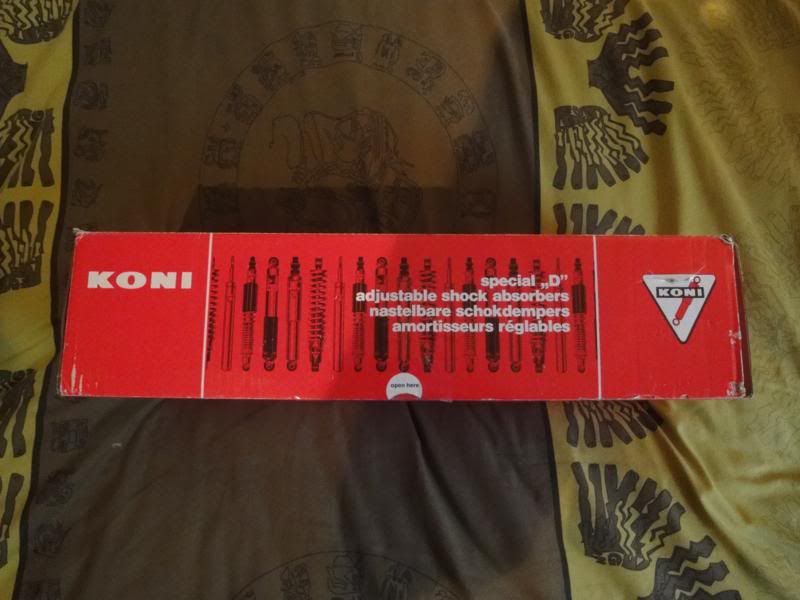 KONI
special „D”
adjustable shock absorbers
nastelbare schokdempers
amortisseurs réglables
open here
KONI